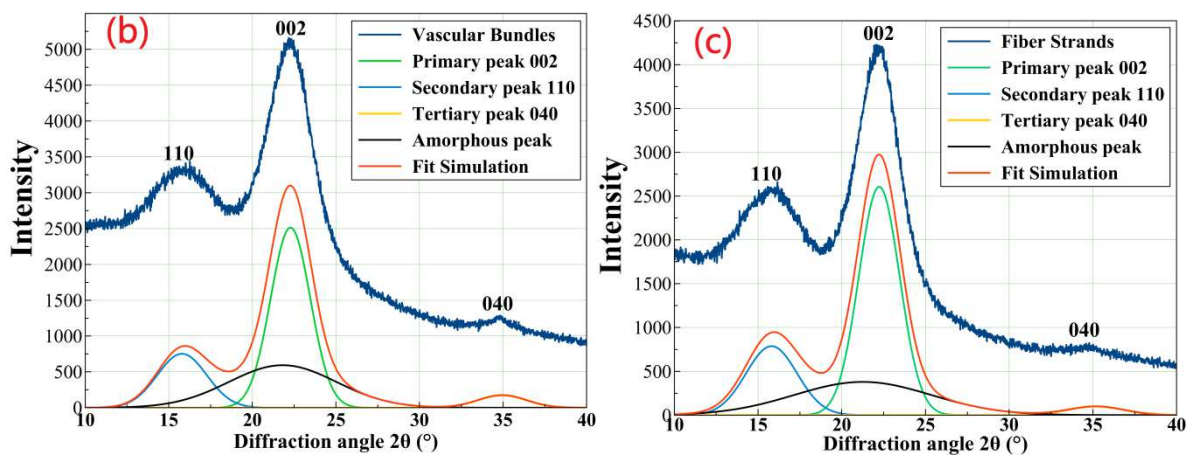 (b)
002
110
040
Vascular Bundles
Primary peak 002
Secondary peak 110
Tertiary peak 040
Amorphous peak
Fit Simulation
Intensity
5000
4500
4000
3500
3000
2500
2000
1500
1000
500
0
10 15 20 25 30 35 40
Diffraction angle 2θ (°)
(c)
002
110
040
Fiber Strands
Primary peak 002
Secondary peak 110
Tertiary peak 040
Amorphous peak
Fit Simulation
Intensity
4500
4000
3500
3000
2500
2000
1500
1000
500
0
10 15 20 25 30 35 40
Diffraction angle 2θ (°)